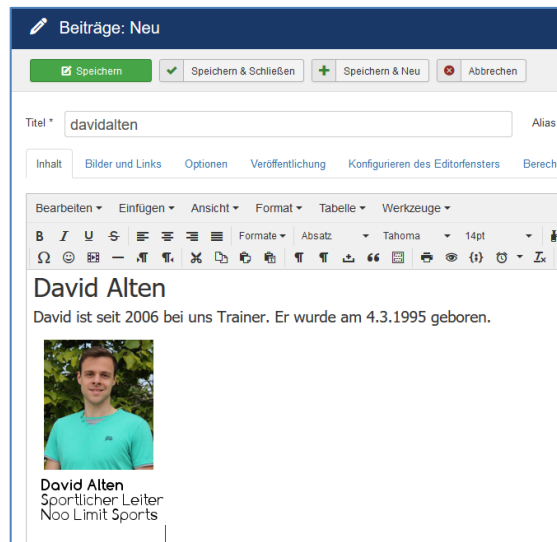 Beiträge: Neu
Speichern Speichern & Schließen Speichern & Neu Abbrechen
Titel * davidalten Alias
Inhalt Bilder und Links Optionen Veröffentlichung Konfigurieren des Editorfensters Berech
Bearbeiten Einfügen Ansicht Format Tabelle Werkzeuge
B I U S Formate Absatz Tahoma 14pt
David Alten
David ist seit 2006 bei uns Trainer. Er wurde am 4.3.1995 geboren.
David Alten
Sportlicher Leiter
Noo Limit Sports